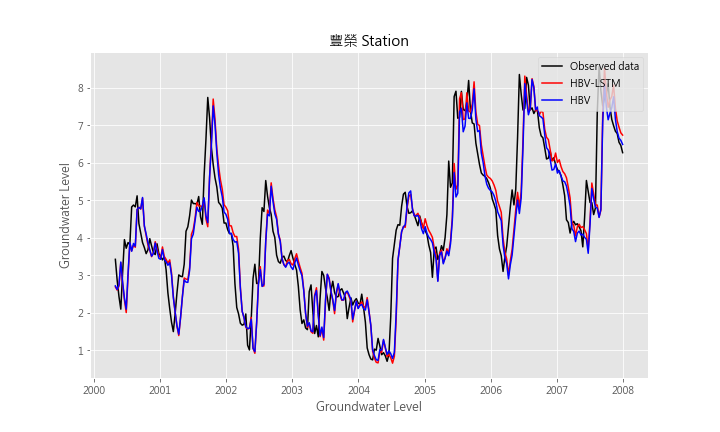 豐榮 Station
Observed data
HBV-LSTM
HBV
Groundwater Level
8
7
6
5
4
3
2
1
2000 2001 2002 2003 2004 2005 2006 2007 2008
Groundwater Level